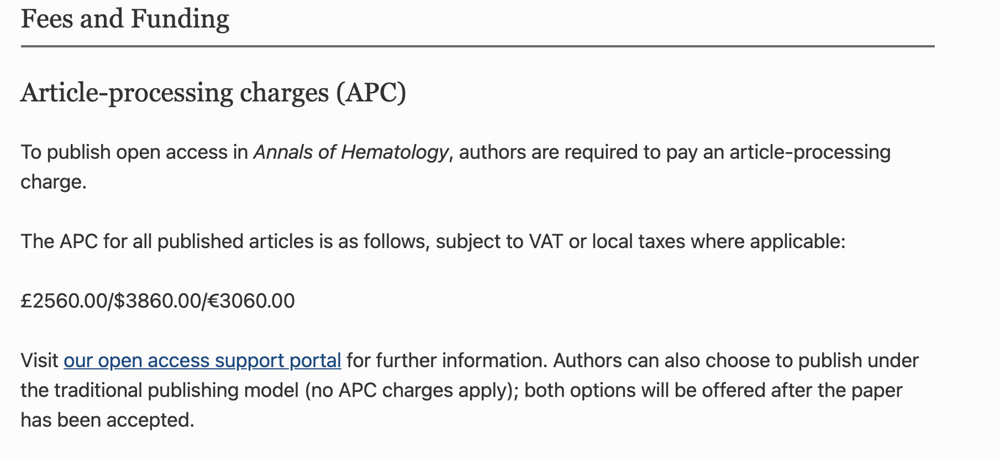 Fees and Funding
Article-processing charges (APC)
To publish open access in Annals of Hematology, authors are required to pay an article-processing
charge.
The APC for all published articles is as follows, subject to VAT or local taxes where applicable:
£2560.00/$3860.00/€3060.00
Visit our open access support portal for further information. Authors can also choose to publish under
the traditional publishing model (no APC charges apply); both options will be offered after the paper
has been accepted.